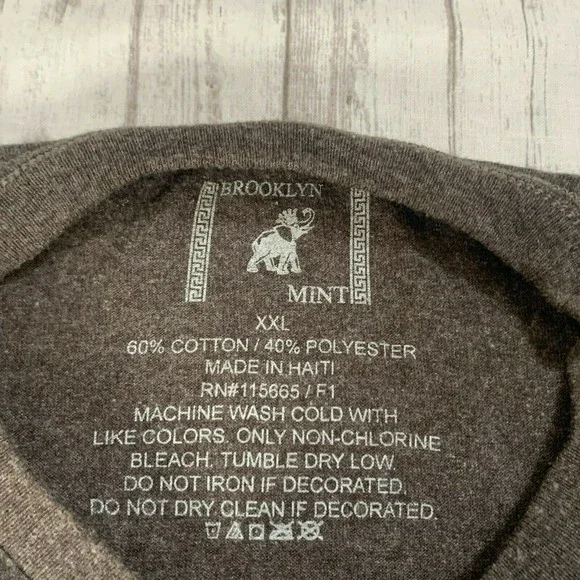 BROOKLYN
MINT
XXL
60% COTTON / 40% POLYESTER
MADE IN HAITI
RN#115665 / F1
MACHINE WASH COLD WITH
LIKE COLORS. ONLY NON-CHLORINE
BLEACH. TUMBLE DRY LOW.
DO NOT IRON IF DECORATED.
DO NOT DRY CLEAN IF DECORATED.